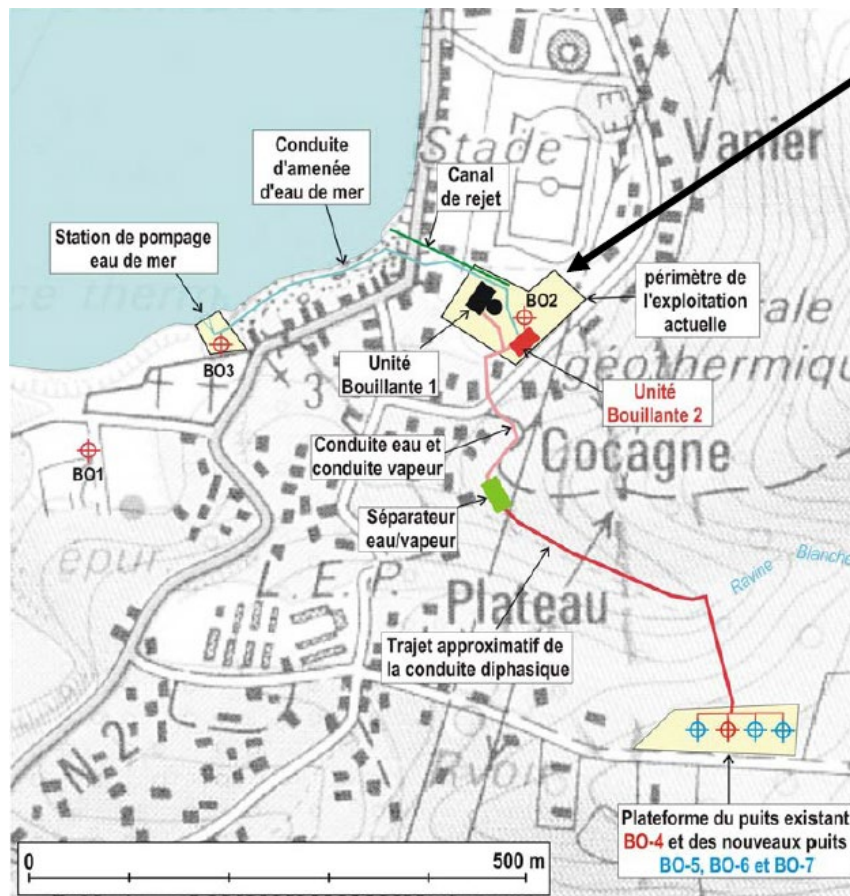 Stade
Vanier
Conduite
d'amenée
d'eau de mer
Canal
de rejet
Station de pompage
eau de mer
BO2
périmètre de
l'exploitation
actuelle
BO3
Unité
Bouillante 1
géothermique
3
Unité
Bouillante 2
BO1
Conduite eau et
conduite vapeur
Cocagne
Séparateur
eau/vapeur
épur
L.E.P.
Ravine Blanche
Plateau
Trajet approximatif de
la conduite diphasique
N-2
Plateforme du puits existant
BO-4 et des nouveaux puits
BO-5, BO-6 et BO-7
0 500 m